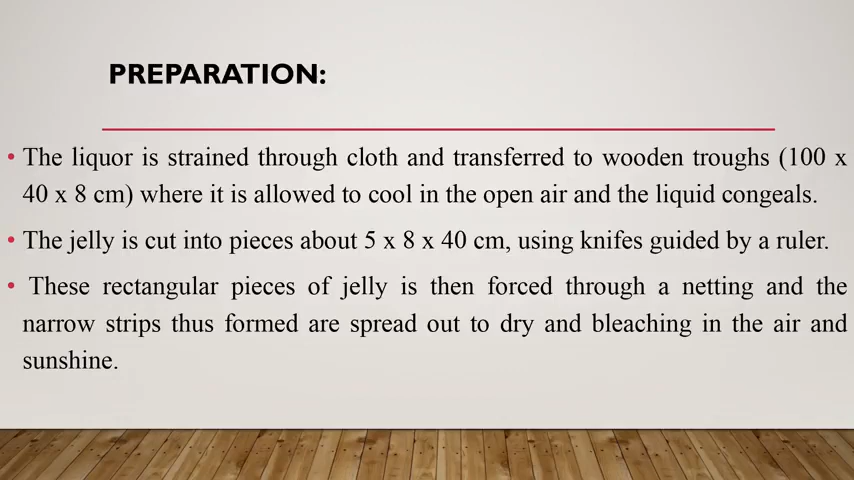 PREPARATION:
• The liquor is strained through cloth and transferred to wooden troughs (100 x
40 x 8 cm) where it is allowed to cool in the open air and the liquid congeals.
• The jelly is cut into pieces about 5 x 8 x 40 cm, using knifes guided by a ruler.
• These rectangular pieces of jelly is then forced through a netting and the
narrow strips thus formed are spread out to dry and bleaching in the air and
sunshine.